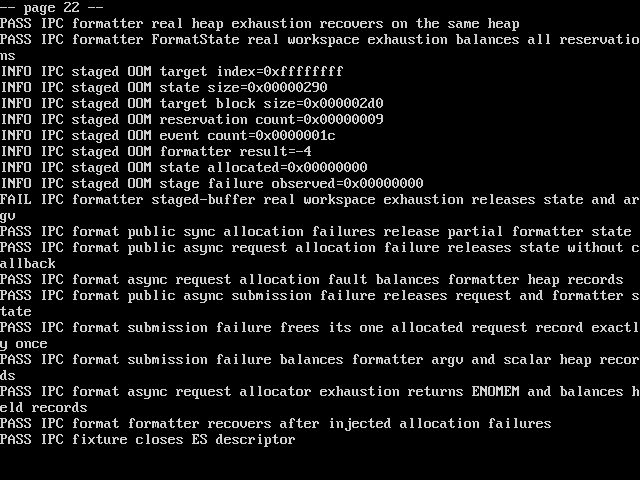 -- page 22 --
PASS IPC formatter real heap exhaustion recovers on the same heap
PASS IPC formatter FormatState real workspace exhaustion balances all reservatio
ns
INFO IPC staged OOM target index=0xffffffff
INFO IPC staged OOM state size=0x00000290
INFO IPC staged OOM target block size=0x000002d0
INFO IPC staged OOM reservation count=0x00000009
INFO IPC staged OOM event count=0x0000001c
INFO IPC staged OOM formatter result=-4
INFO IPC staged OOM state allocated=0x00000000
INFO IPC staged OOM stage failure observed=0x00000000
FAIL IPC formatter staged-buffer real workspace exhaustion releases state and ar
gv
PASS IPC format public sync allocation failures release partial formatter state
PASS IPC format public async request allocation failure releases state without c
allback
PASS IPC format async request allocation fault balances formatter heap records
PASS IPC format public async submission failure releases request and formatter s
tate
PASS IPC format submission failure frees its one allocated request record exactl
y once
PASS IPC format submission failure balances formatter argv and scalar heap recor
ds
PASS IPC format async request allocator exhaustion returns ENOMEM and balances h
eld records
PASS IPC format formatter recovers after injected allocation failures
PASS IPC fixture closes ES descriptor